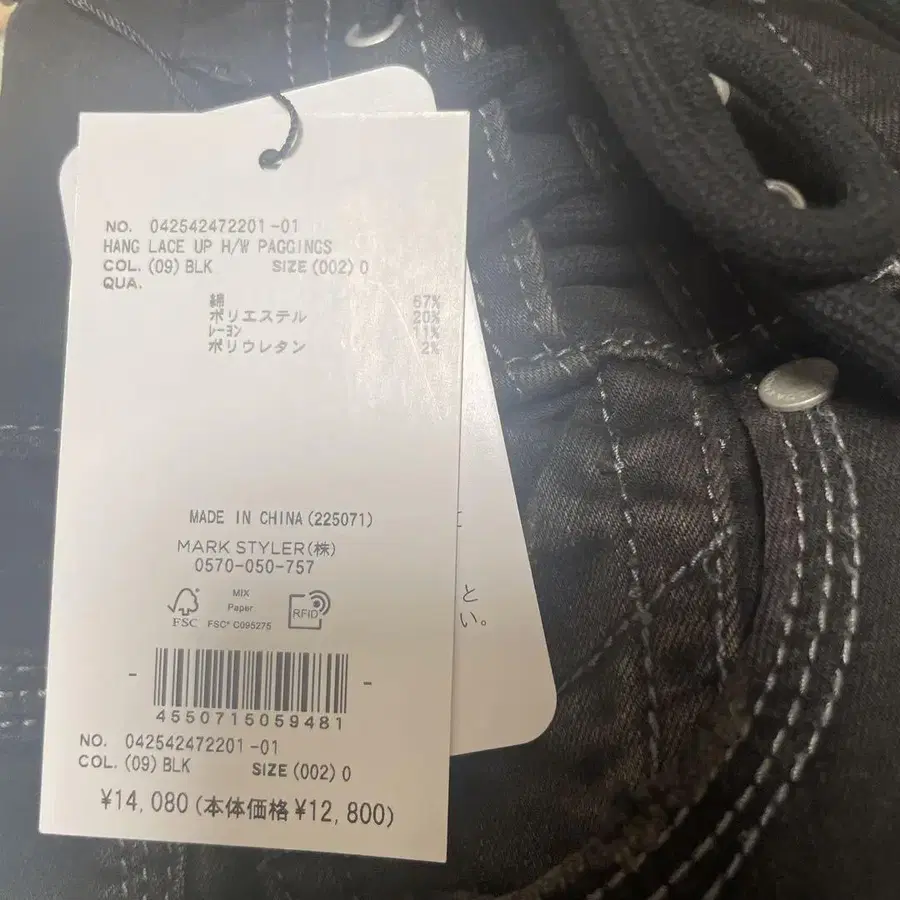 NO. 042542472201-01
HANG LACE UP H/W PAGGINGS
COL. (09) BLK SIZE (002) 0
QUA.
綿 67%
ポリエステル 20%
レーヨン 11%
ポリウレタン 2%
MADE IN CHINA (225071)
MARK STYLER(株)
0570-050-757
MIX
Paper
FSC FSC® C095275
RFID
4550715059481
NO. 042542472201-01
COL. (09) BLK SIZE (002) 0
¥14,080(本体価格¥12,800)
と
い。